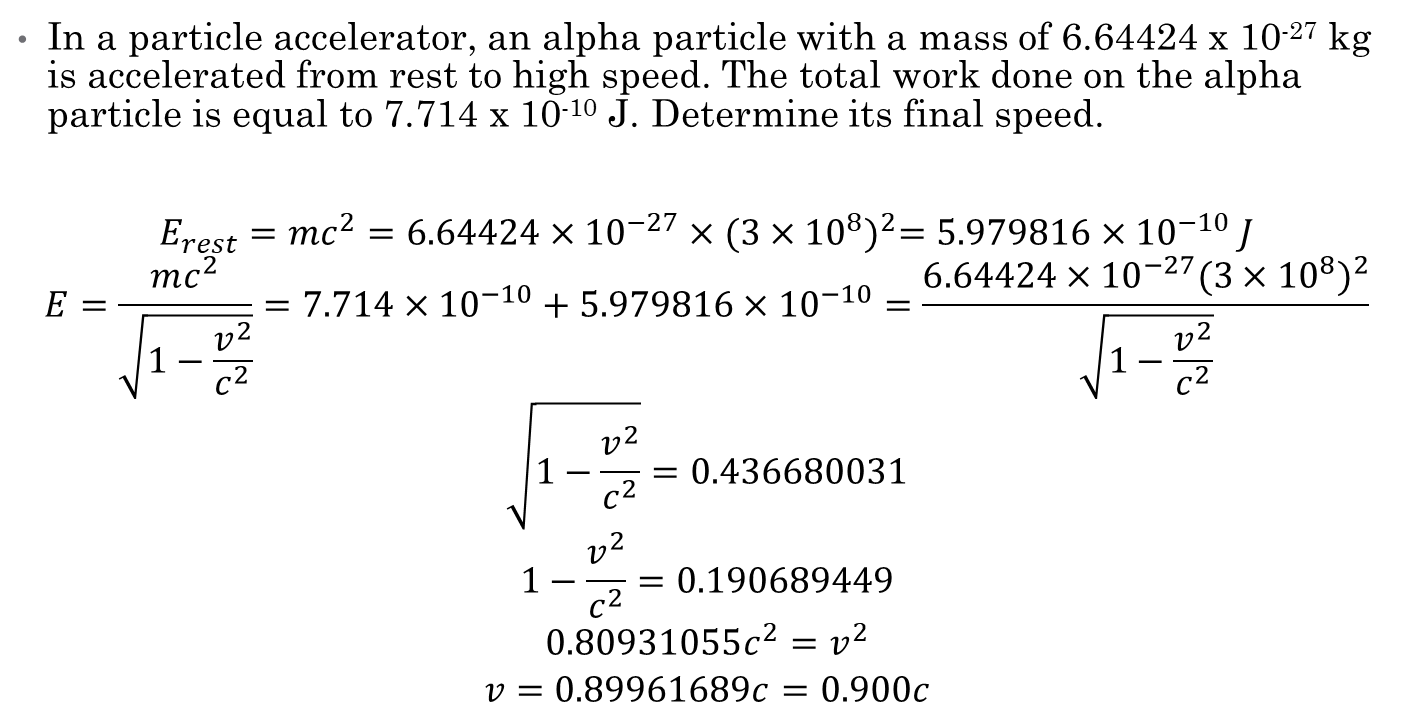 • In a particle accelerator, an alpha particle with a mass of 6.64424 x 10⁻²⁷ kg
is accelerated from rest to high speed. The total work done on the alpha
particle is equal to 7.714 x 10⁻¹⁰ J. Determine its final speed.
E_rest = mc² = 6.64424 × 10⁻²⁷ × (3 × 10⁸)² = 5.979816 × 10⁻¹⁰ J
E = mc² / √(1 − v²/c²) = 7.714 × 10⁻¹⁰ + 5.979816 × 10⁻¹⁰ = 6.64424 × 10⁻²⁷(3 × 10⁸)² / √(1 − v²/c²)
√(1 − v²/c²) = 0.436680031
1 − v²/c² = 0.190689449
0.80931055c² = v²
v = 0.89961689c = 0.900c